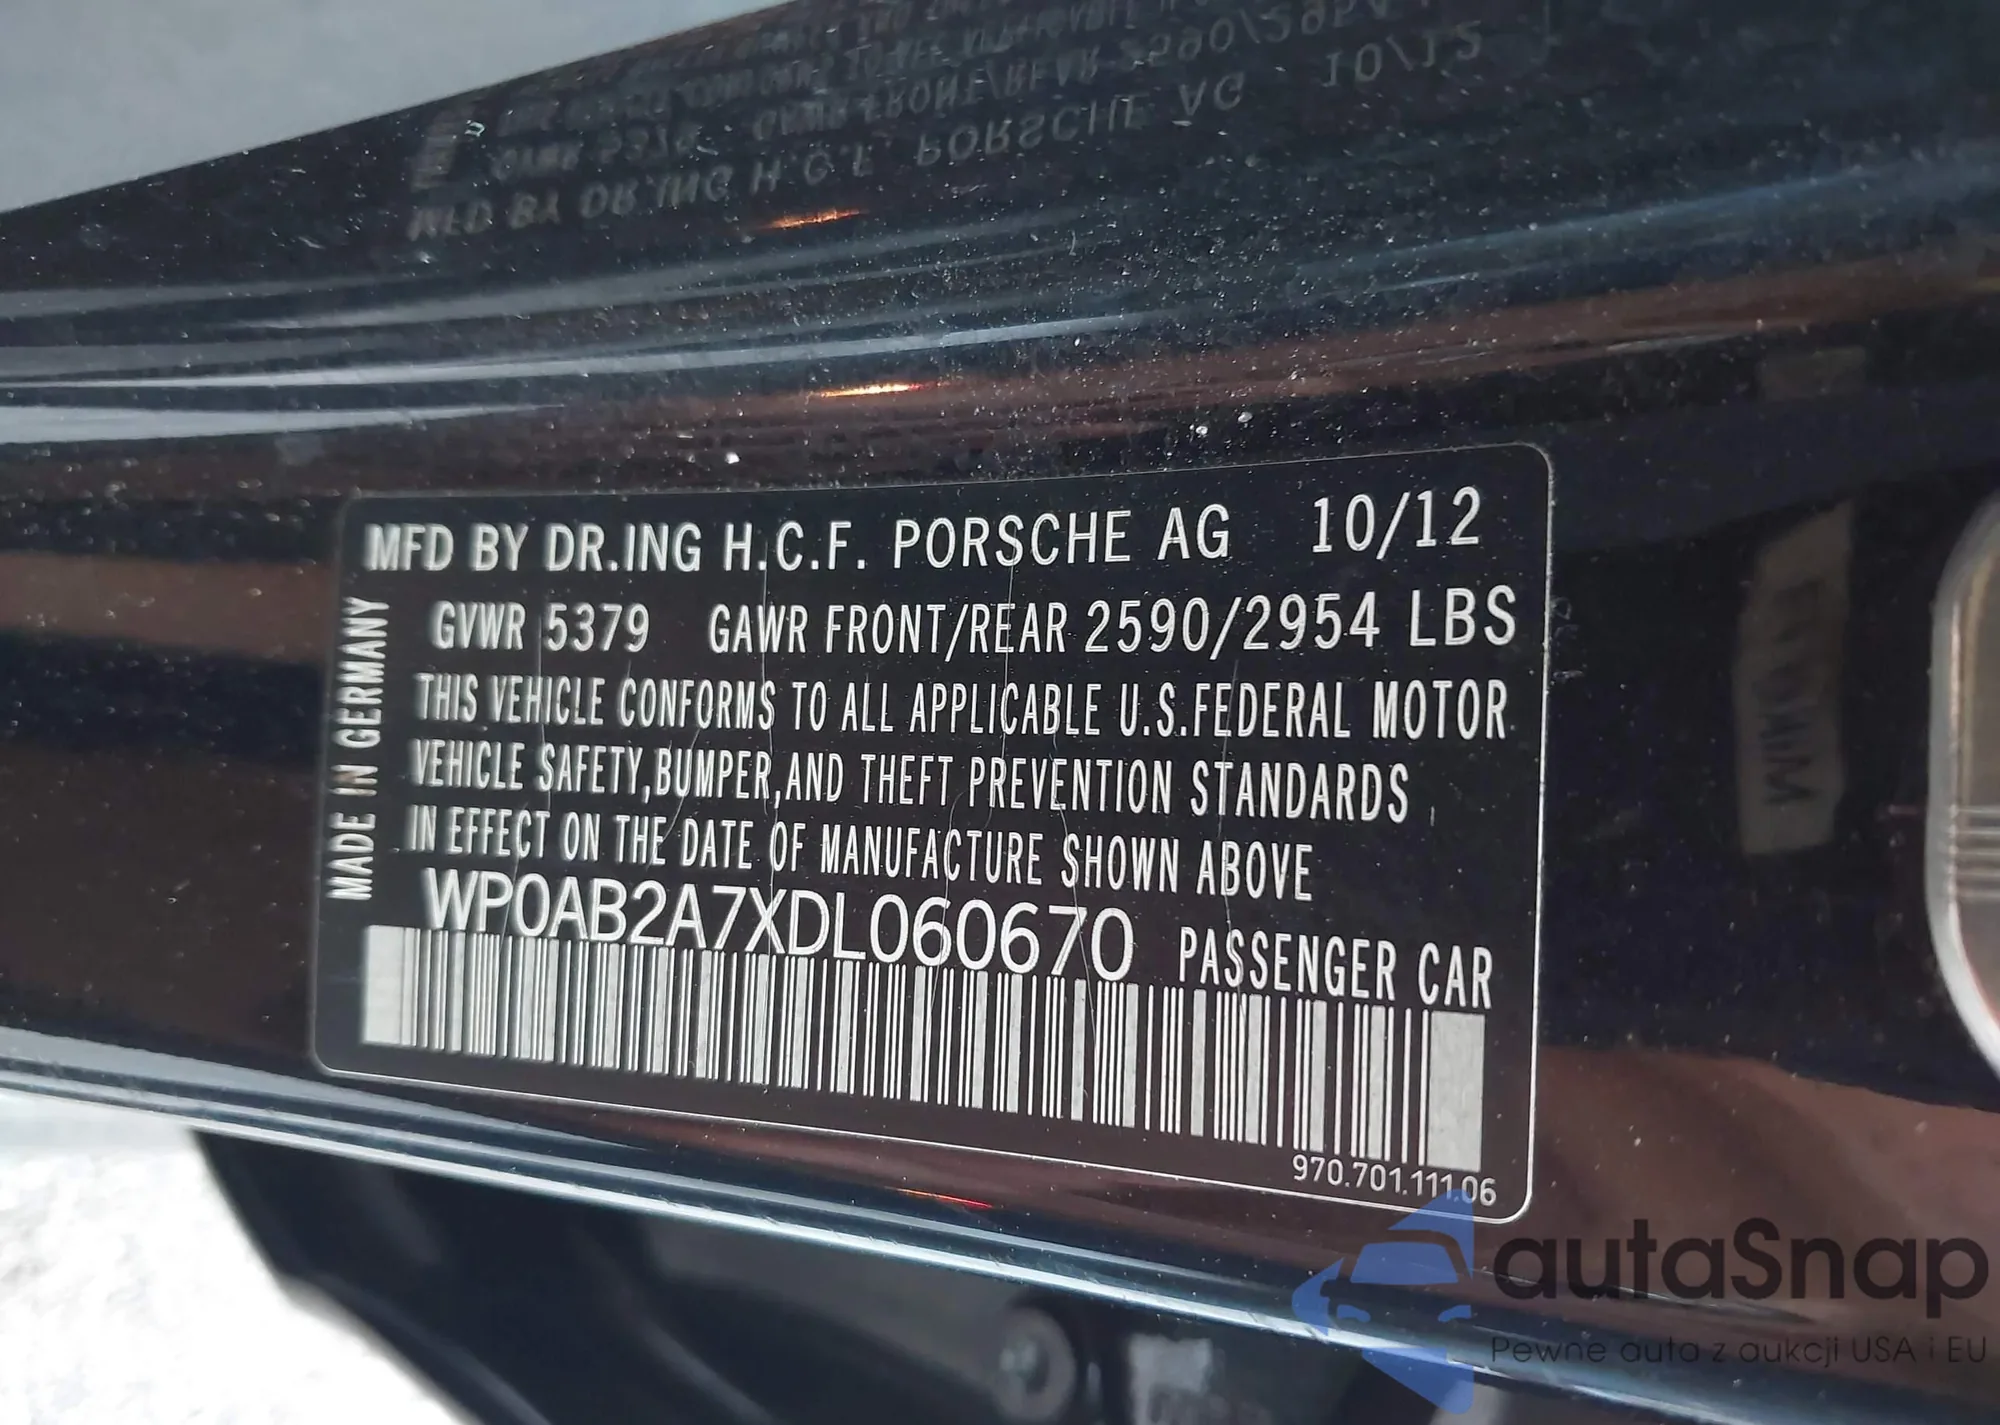 MFD BY DR.ING H.C.F. PORSCHE AG 10/12
GVWR 5379 GAWR FRONT/REAR 2590/2954 LBS
THIS VEHICLE CONFORMS TO ALL APPLICABLE U.S.FEDERAL MOTOR
VEHICLE SAFETY,BUMPER,AND THEFT PREVENTION STANDARDS
IN EFFECT ON THE DATE OF MANUFACTURE SHOWN ABOVE
WP0AB2A7XDL060670 PASSENGER CAR
MADE IN GERMANY
970.701.111.06
autaSnap
Pewne auta z aukcji USA i EU